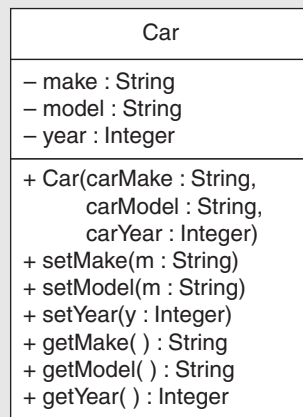 Car
– make : String
– model : String
– year : Integer
+ Car(carMake : String,
carModel : String,
carYear : Integer)
+ setMake(m : String)
+ setModel(m : String)
+ setYear(y : Integer)
+ getMake( ) : String
+ getModel( ) : String
+ getYear( ) : Integer